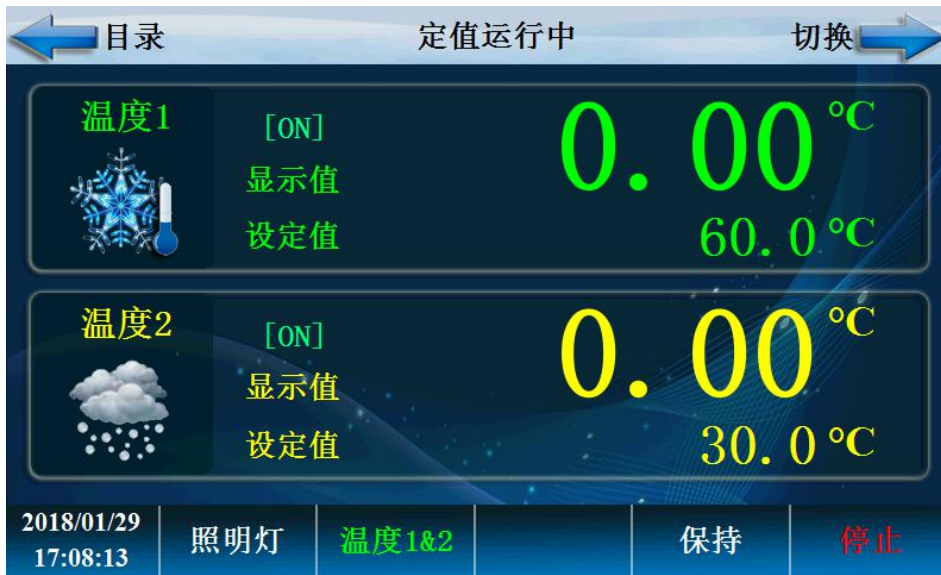 目录 定值运行中 切换
温度1 [ON] 0.00 °C
显示值
设定值 60.0 °C
温度2 [ON] 0.00 °C
显示值
设定值 30.0 °C
2018/01/29
17:08:13
照明灯 温度1&2 保持 停止